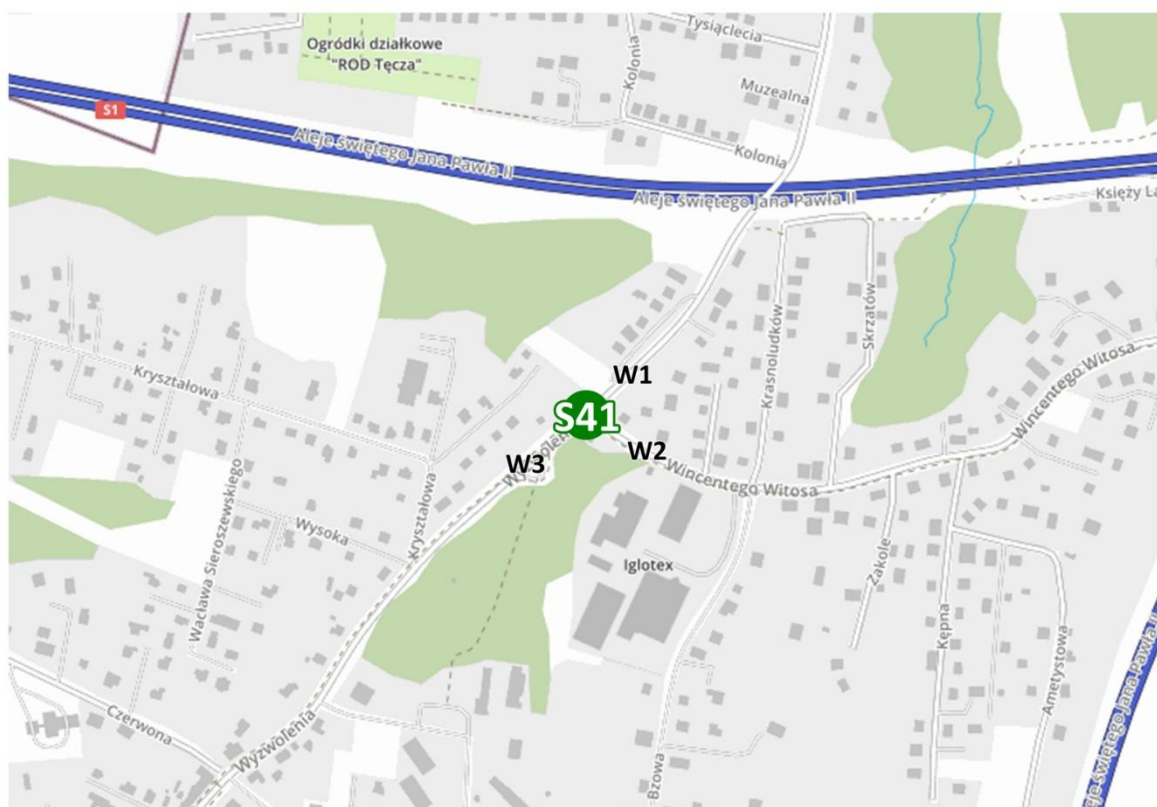 Tysiąclecia
Ogródki działkowe
"ROD Tęcza"
Kolonia
Muzealna
S1
Aleje świętego Jana Pawła II
Kolonia
Aleje świętego Jana Pawła II
Księży La
Krasnoludków
Skrzatów
Wincentego Witosa
Kryształowa
W1
S41
W2
W3
Wyzwolenia
Wincentego Witosa
Wacława Sieroszewskiego
Wysoka
Kryształowa
Iglotex
Zakole
Kępna
Ametystowa
Aleje świętego Jana Pawła II
Czerwona
Wyzwolenia
Bzowa